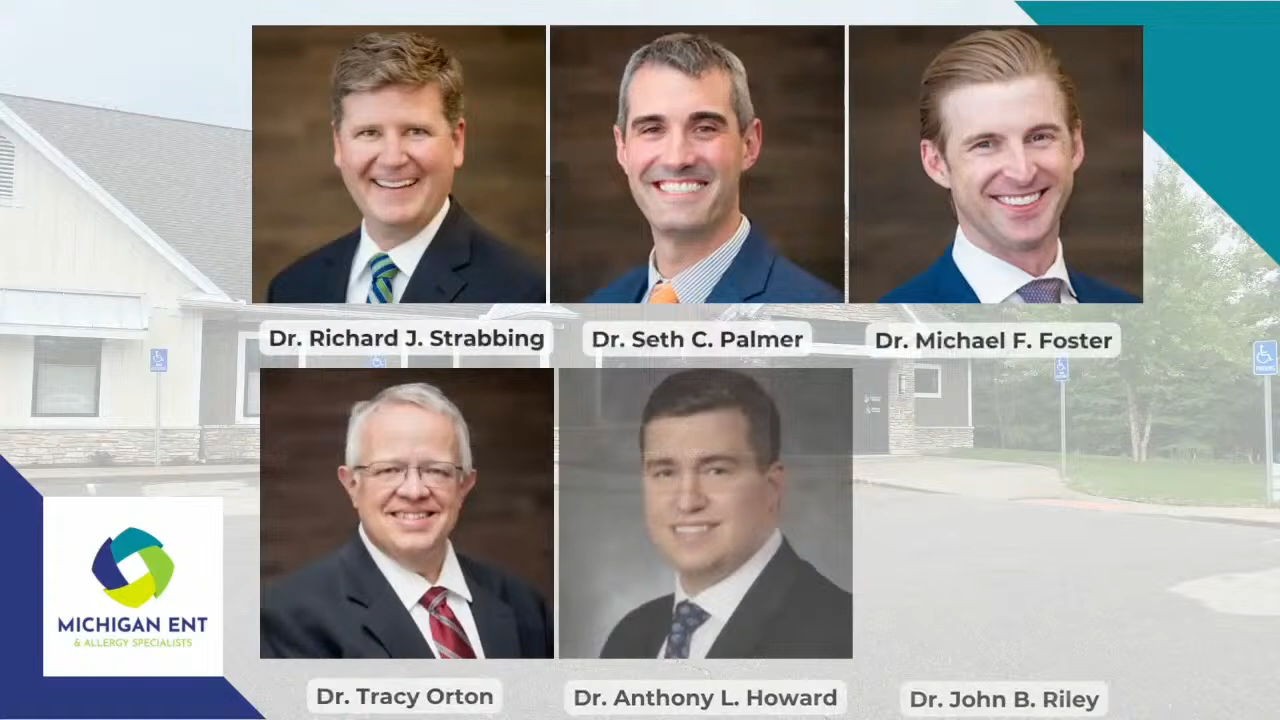 Dr. Richard J. Strabbing
Dr. Seth C. Palmer
Dr. Michael F. Foster
MICHIGAN ENT
& ALLERGY SPECIALISTS
Dr. Tracy Orton
Dr. Anthony L. Howard
Dr. John B. Riley